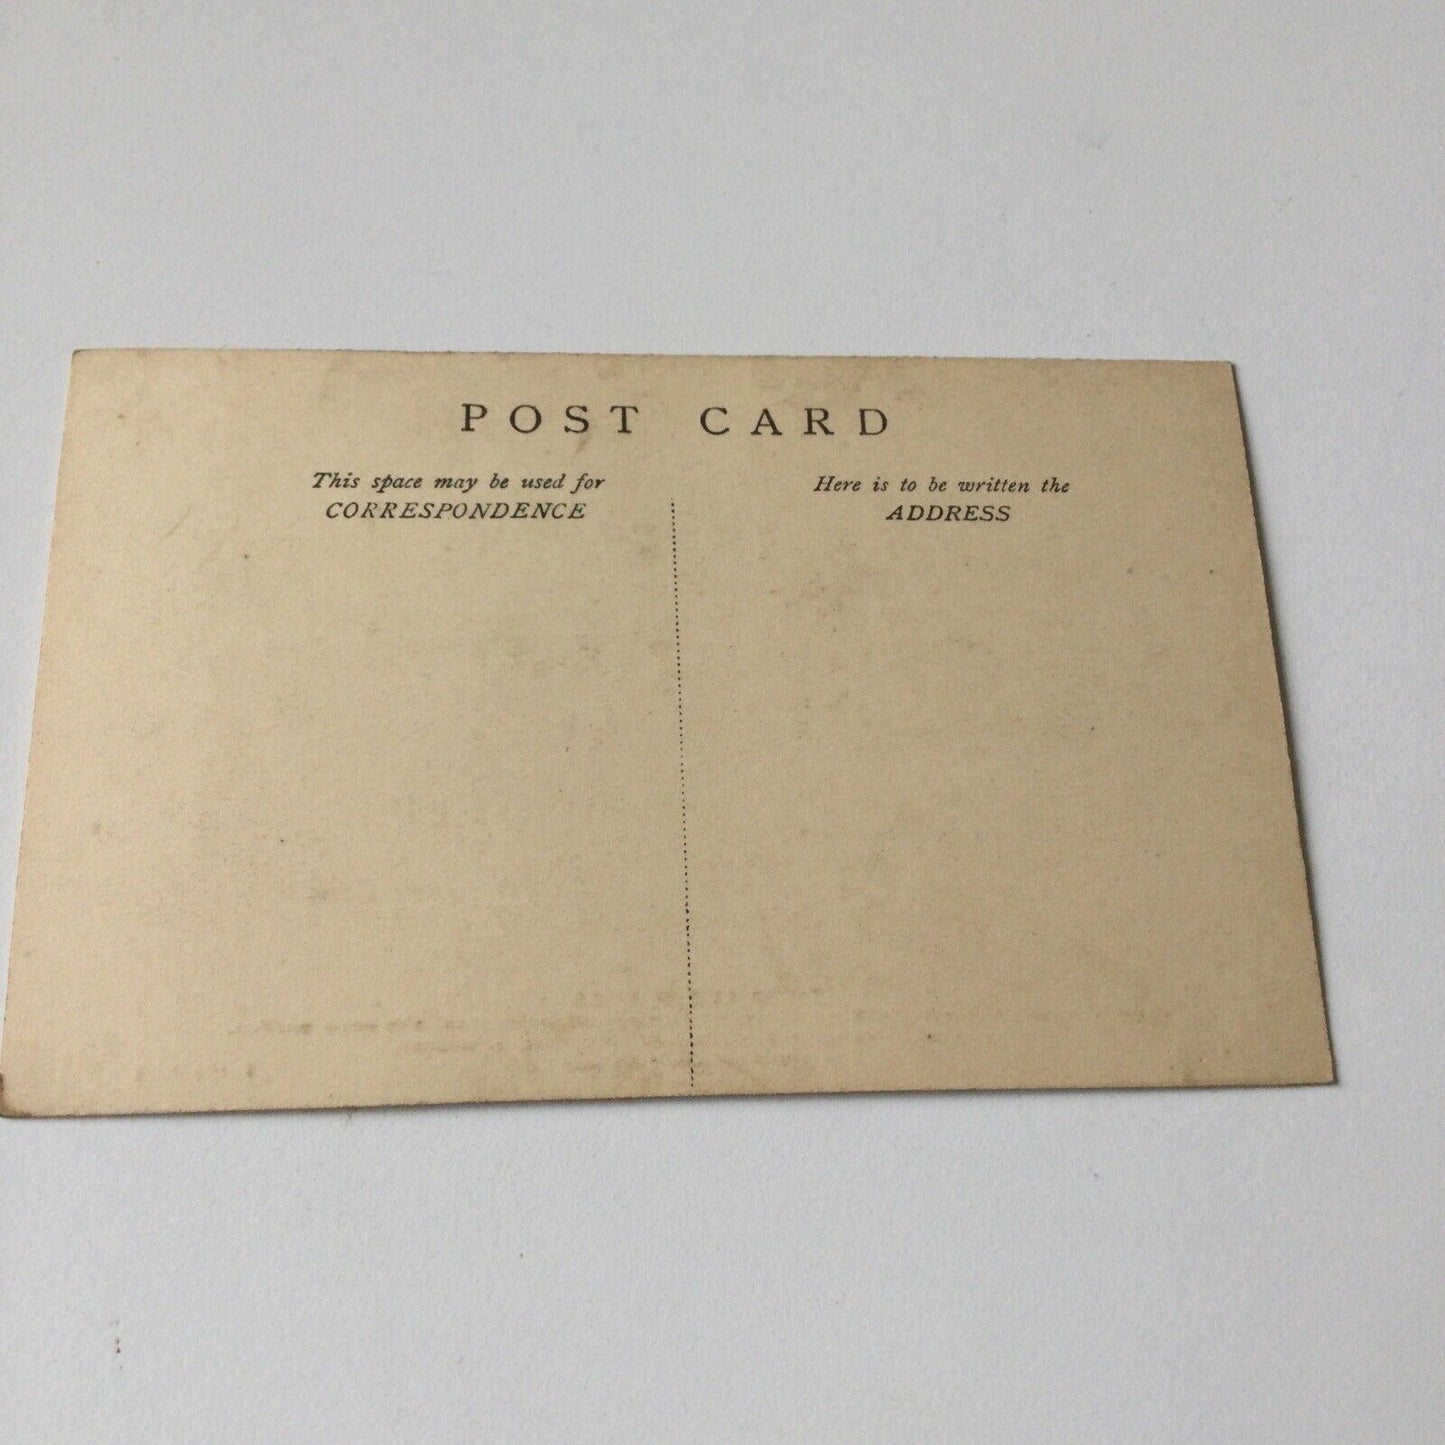 POST CARD
This space may be used for
CORRESPONDENCE
Here is to be written the
ADDRESS